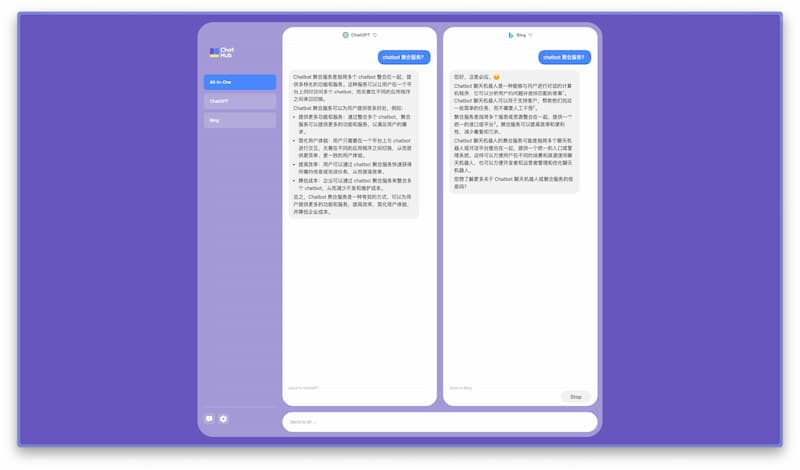 Chat
Hub
All-In-One
ChatGPT
Bing
ChatGPT
chatbot 聚合服务?
Chatbot 聚合服务是指将多个 chatbot 整合在一起，提
供多样化的功能和服务。这种服务可以让用户在一个平
台上同时访问多个 chatbot，而无需在不同的应用程序
之间来回切换。
Chatbot 聚合服务可以为用户提供很多好处，例如:
• 提供更多功能和服务：通过整合多个 chatbot，聚合
服务可以提供更多的功能和服务，以满足用户的需
求。
• 简化用户体验：用户只需要在一个平台上与 chatbot
进行交互，无需在不同的应用程序之间切换，从而提
供更简单、更一致的用户体验。
• 提高效率：用户可以通过 chatbot 聚合服务快速获得
所需的信息或完成任务，从而提高效率。
• 降低成本：企业可以通过 chatbot 聚合服务来整合多
个 chatbot，从而减少开发和维护成本。
总之，Chatbot 聚合服务是一种有效的方式，可以为用
户提供更多的功能和服务，提高效率，简化用户体验，
并降低企业成本。
Send to ChatGPT
Bing
chatbot 聚合服务?
您好，这是必应。😊
Chatbot 聊天机器人是一种能够与用户进行对话的计算
机程序，它可以分析用户的问题并提供匹配的答案¹。
Chatbot 聊天机器人可以用于支持客户，帮助他们完成
一些简单的任务，而不需要人工干预²。
聚合服务是指将多个服务或资源整合在一起，提供一个
统一的接口或平台³。聚合服务可以提高效率和便利
性，减少重复和冗余。
Chatbot 聊天机器人的聚合服务可能是指将多个聊天机
器人或对话平台整合在一起，提供一个统一的入口或管
理系统。这样可以方便用户在不同的场景和渠道使用聊
天机器人，也可以方便开发者和运营者管理和优化聊天
机器人。
您想了解更多关于 Chatbot 聊天机器人或聚合服务的信
息吗?
Send to Bing
Stop
Send to all ...